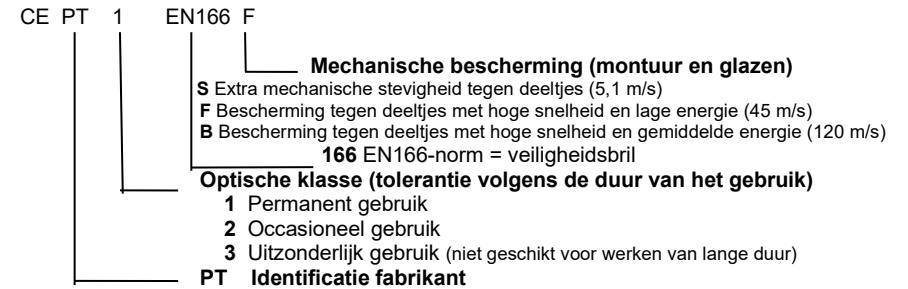 CE PT 1 EN166 F
Mechanische bescherming (montuur en glazen)
S Extra mechanische stevigheid tegen deeltjes (5,1 m/s)
F Bescherming tegen deeltjes met hoge snelheid en lage energie (45 m/s)
B Bescherming tegen deeltjes met hoge snelheid en gemiddelde energie (120 m/s)
166 EN166-norm = veiligheidsbril
Optische klasse (tolerantie volgens de duur van het gebruik)
1 Permanent gebruik
2 Occasioneel gebruik
3 Uitzonderlijk gebruik (niet geschikt voor werken van lange duur)
PT Identificatie fabrikant